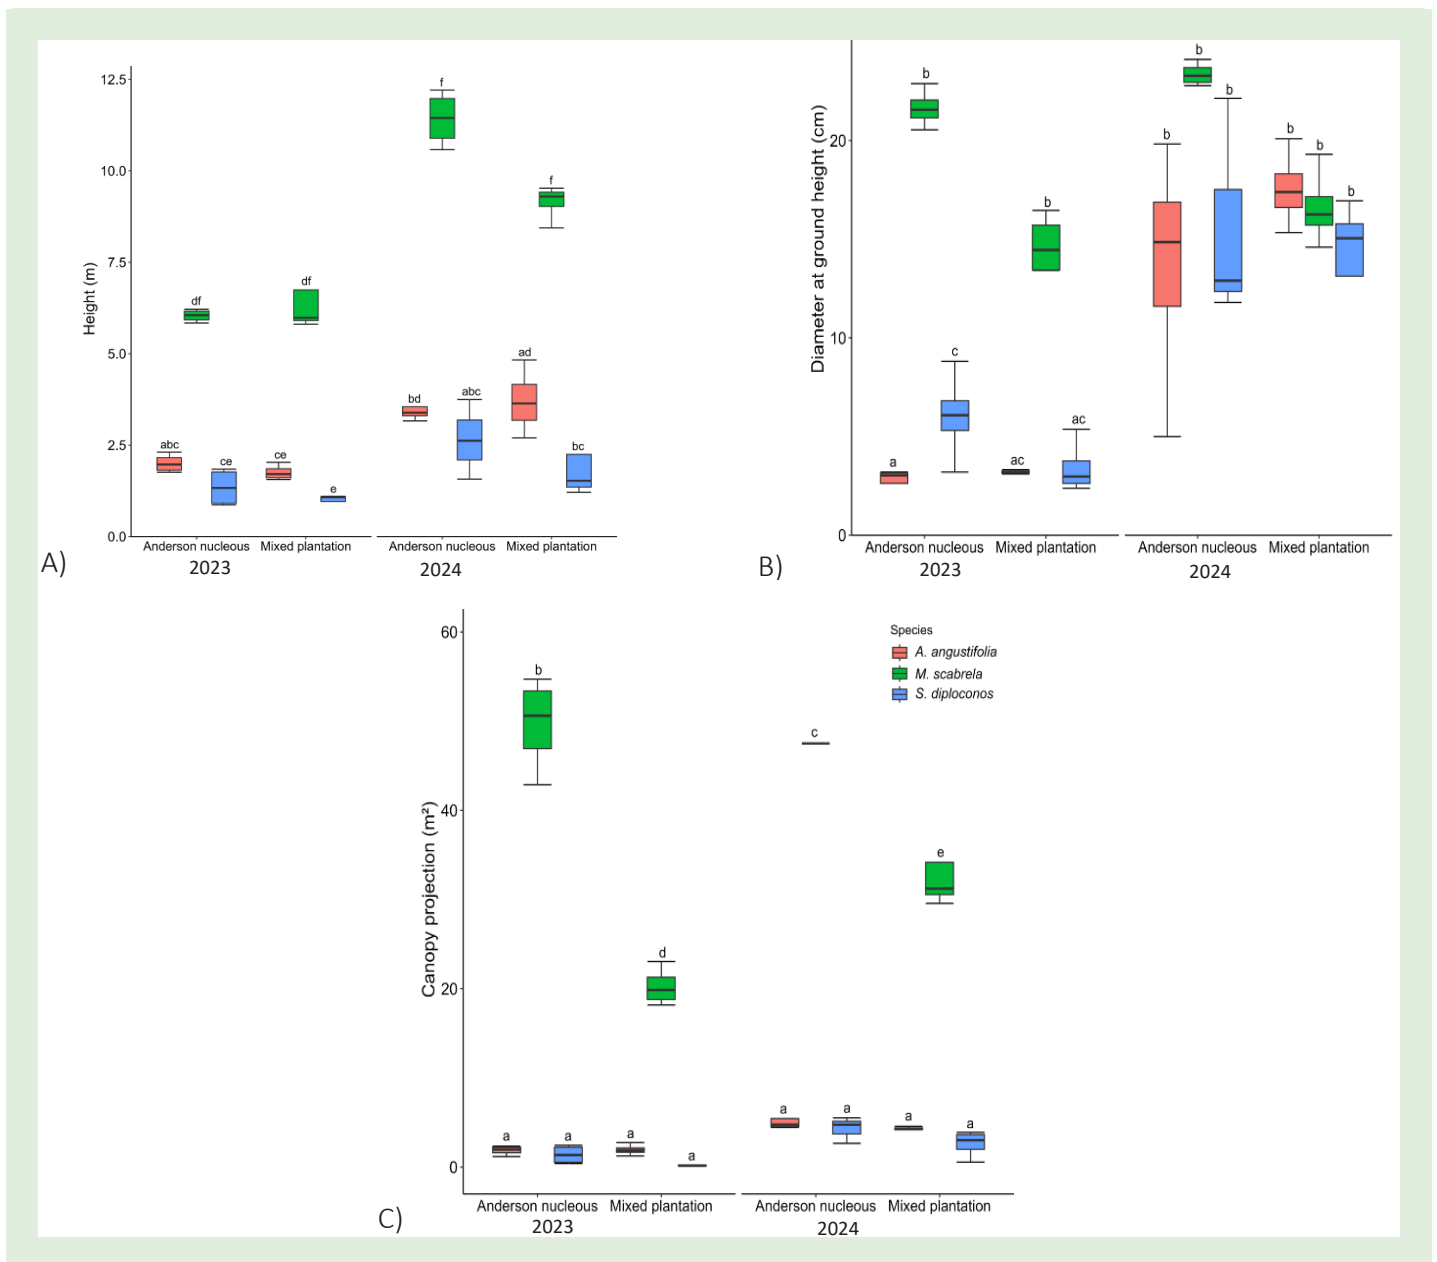 Height (m)
12.5
10.0
7.5
5.0
2.5
0.0
abc
df
ce
ce
df
e
bd
f
abc
ad
f
bc
Anderson nucleous
Mixed plantation
Anderson nucleous
Mixed plantation
2023
2024
A)
Diameter at ground height (cm)
20
10
0
a
b
c
ac
b
ac
b
b
b
b
b
b
Anderson nucleous
Mixed plantation
Anderson nucleous
Mixed plantation
2023
2024
B)
Canopy projection (m²)
60
40
20
0
a
b
a
a
d
a
a
c
a
a
e
a
Species
A. angustifolia
M. scabrela
S. diploconos
Anderson nucleous
Mixed plantation
Anderson nucleous
Mixed plantation
2023
2024
C)